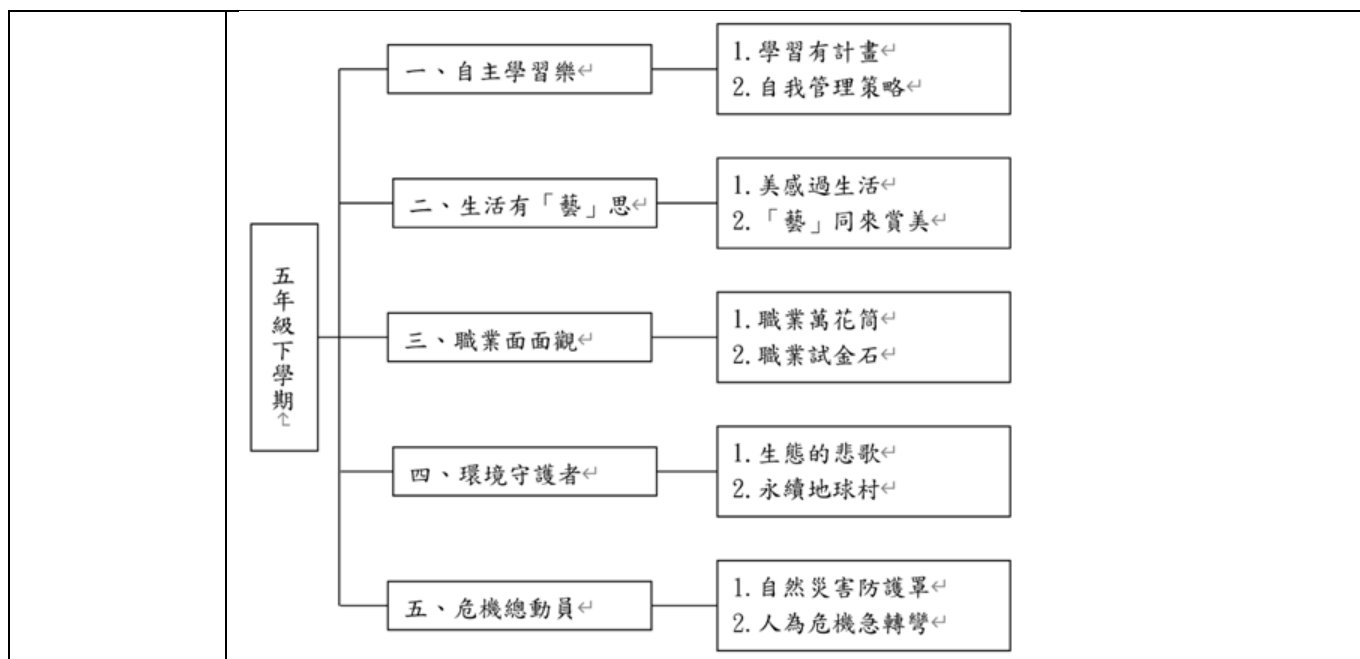 五年級下學期
一、自主學習樂
1. 學習有計畫
2. 自我管理策略
二、生活有「藝」思
1. 美感過生活
2. 「藝」同來賞美
三、職業面面觀
1. 職業萬花筒
2. 職業試金石
四、環境守護者
1. 生態的悲歌
2. 永續地球村
五、危機總動員
1. 自然災害防護罩
2. 人為危機急轉彎